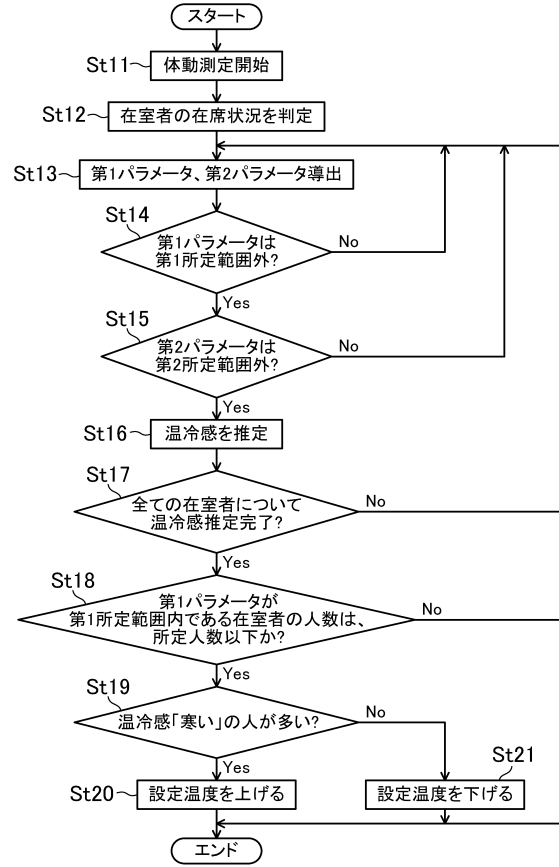 スタート
St11
体動測定開始
St12
在室者の在席状況を判定
St13
第1パラメータ、第2パラメータ導出
St14
第1パラメータは
第1所定範囲外?
No
Yes
St15
第2パラメータは
第2所定範囲外?
No
Yes
St16
温冷感を推定
St17
全ての在室者について
温冷感推定完了?
No
Yes
St18
第1パラメータが
第1所定範囲内である在室者の人数は、
所定人数以下か?
No
Yes
St19
温冷感「寒い」の人が多い?
No
Yes
St20
設定温度を上げる
St21
設定温度を下げる
エンド